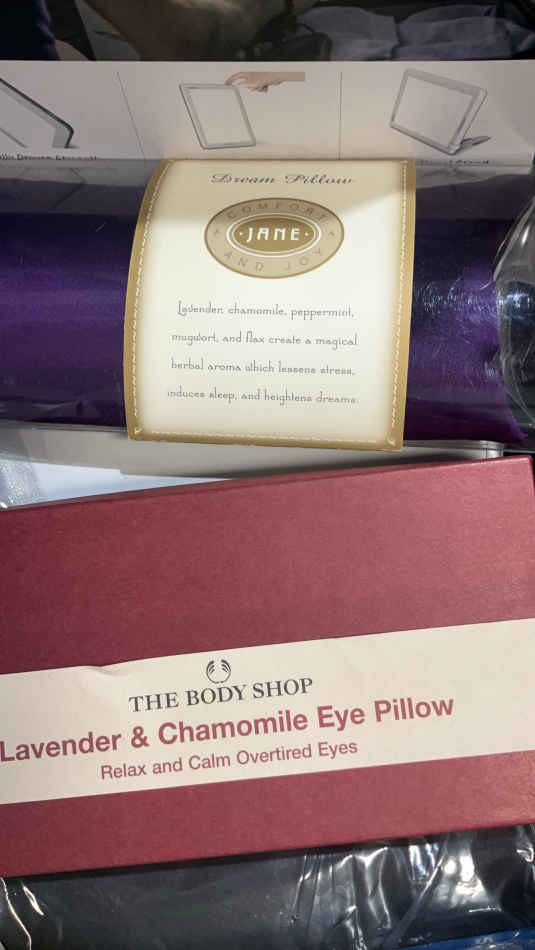 Dream Pillow
COMFORT
JANE
AND JOY
Lavender, chamomile, peppermint,
mugwort, and flax create a magical
herbal aroma which lessens stress,
induces sleep, and heightens dreams.
THE BODY SHOP
Lavender & Chamomile Eye Pillow
Relax and Calm Overtired Eyes